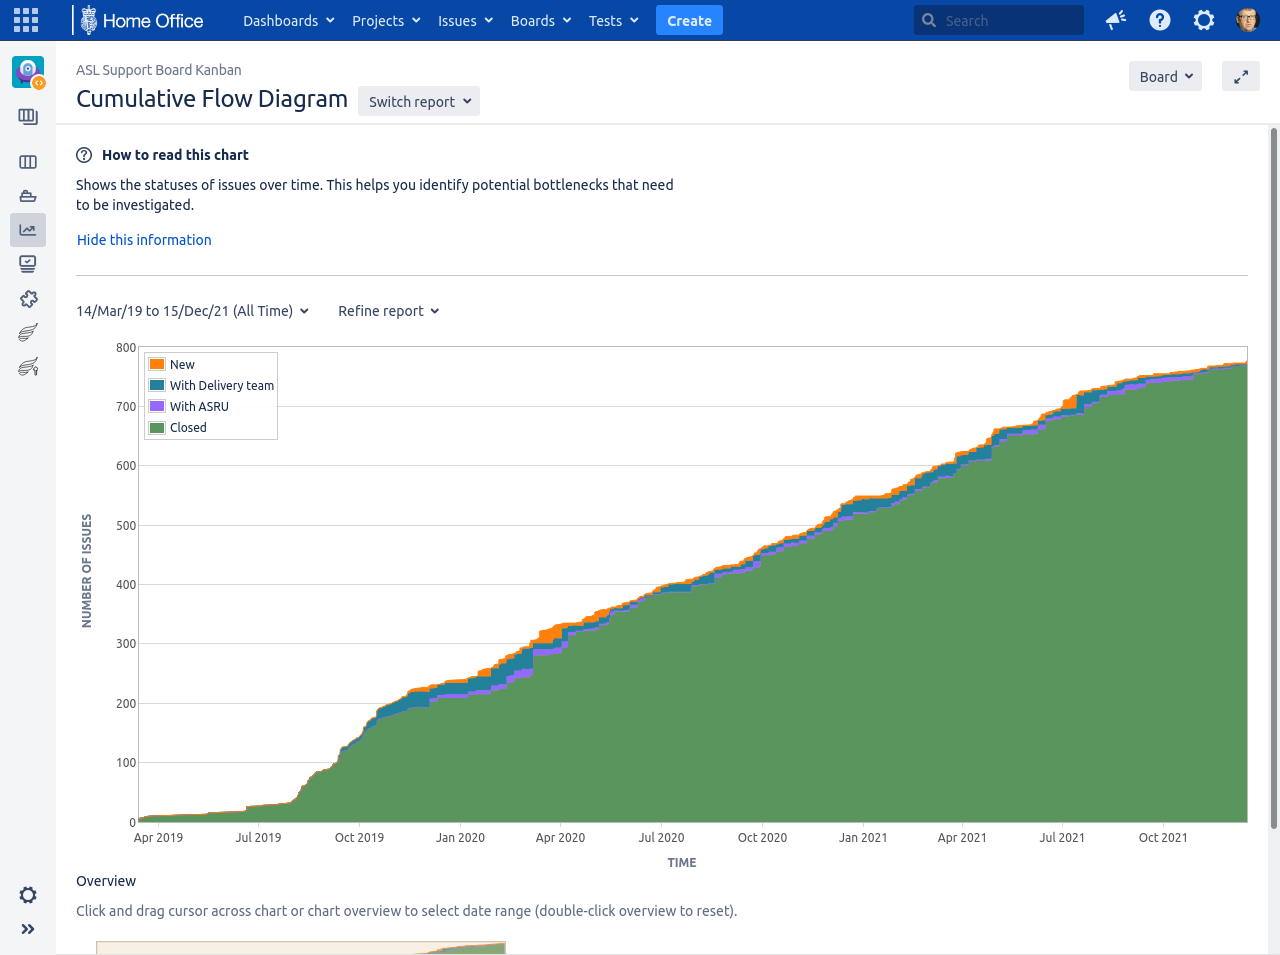 Home Office Dashboards Projects Issues Boards Tests Create Search
ASL Support Board Kanban
Cumulative Flow Diagram Switch report Board
How to read this chart
Shows the statuses of issues over time. This helps you identify potential bottlenecks that need
to be investigated.
Hide this information
14/Mar/19 to 15/Dec/21 (All Time) Refine report
800
New
With Delivery team
With ASRU
Closed
700
600
500
400
300
200
100
0
NUMBER OF ISSUES
Apr 2019 Jul 2019 Oct 2019 Jan 2020 Apr 2020 Jul 2020 Oct 2020 Jan 2021 Apr 2021 Jul 2021 Oct 2021
TIME
Overview
Click and drag cursor across chart or chart overview to select date range (double-click overview to reset).